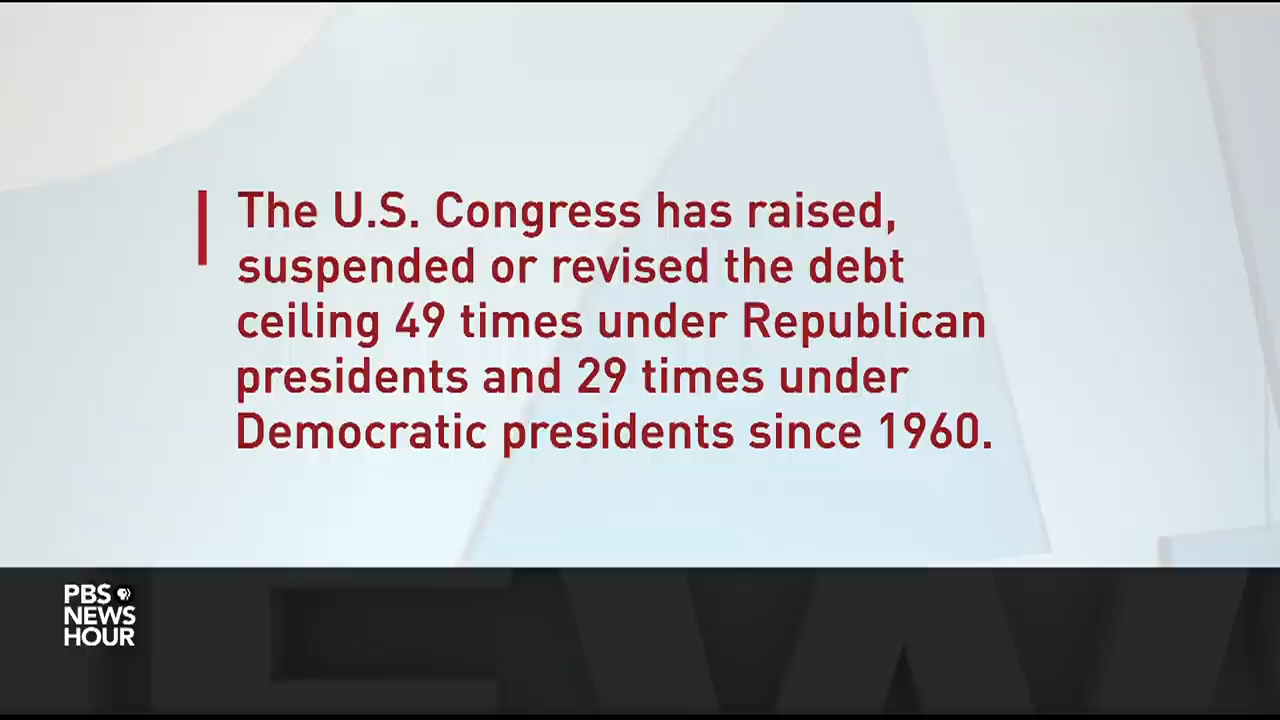 The U.S. Congress has raised,
suspended or revised the debt
ceiling 49 times under Republican
presidents and 29 times under
Democratic presidents since 1960.
PBS
NEWS
HOUR